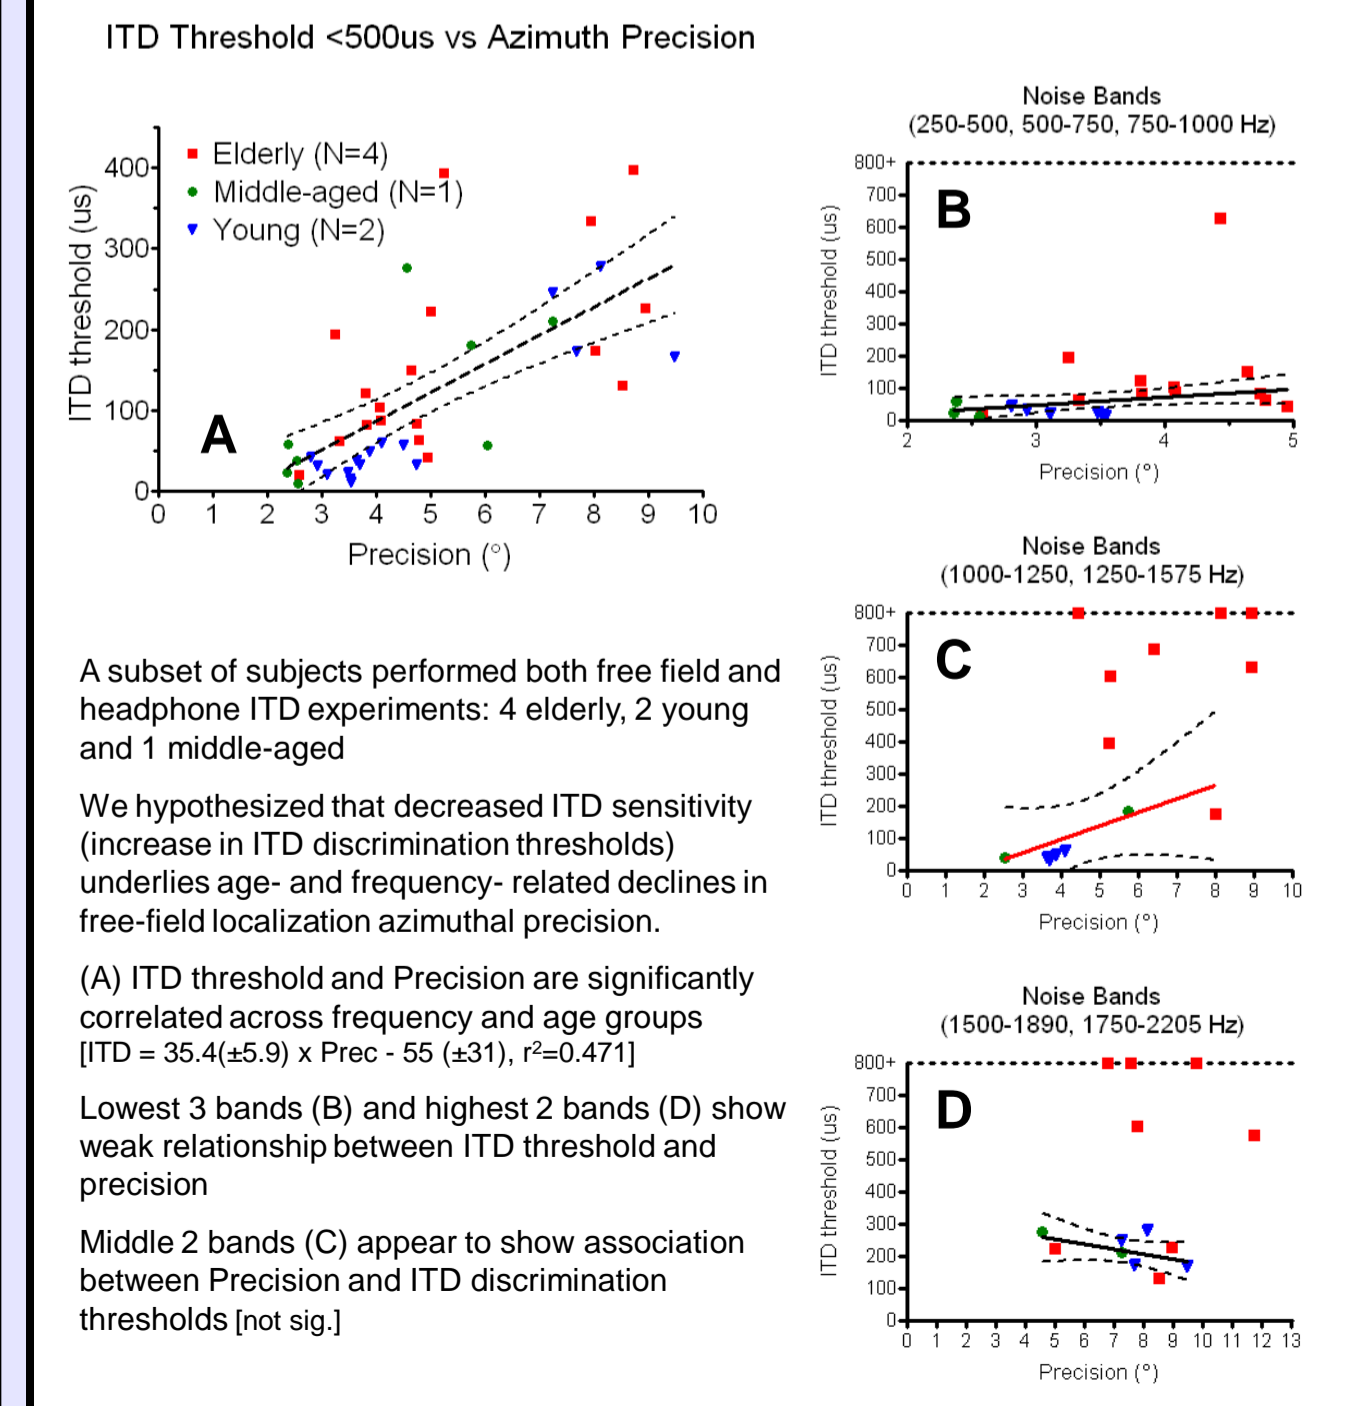 ITD Threshold <500us vs Azimuth Precision
ITD threshold (us)
400
300
200
100
0
Elderly (N=4)
Middle-aged (N=1)
Young (N=2)
A
0 1 2 3 4 5 6 7 8 9 10
Precision (°)
A subset of subjects performed both free field and
headphone ITD experiments: 4 elderly, 2 young
and 1 middle-aged
We hypothesized that decreased ITD sensitivity
(increase in ITD discrimination thresholds)
underlies age- and frequency- related declines in
free-field localization azimuthal precision.
(A) ITD threshold and Precision are significantly
correlated across frequency and age groups
[ITD = 35.4(±5.9) x Prec - 55 (±31), r²=0.471]
Lowest 3 bands (B) and highest 2 bands (D) show
weak relationship between ITD threshold and
precision
Middle 2 bands (C) appear to show association
between Precision and ITD discrimination
thresholds [not sig.]
Noise Bands
(250-500, 500-750, 750-1000 Hz)
ITD threshold (us)
800+
700
600
500
400
300
200
100
0
B
2 3 4 5
Precision (°)
Noise Bands
(1000-1250, 1250-1575 Hz)
ITD threshold (us)
800+
700
600
500
400
300
200
100
0
C
0 1 2 3 4 5 6 7 8 9 10
Precision (°)
Noise Bands
(1500-1890, 1750-2205 Hz)
ITD threshold (us)
800+
700
600
500
400
300
200
100
0
D
0 1 2 3 4 5 6 7 8 9 10 11 12 13
Precision (°)